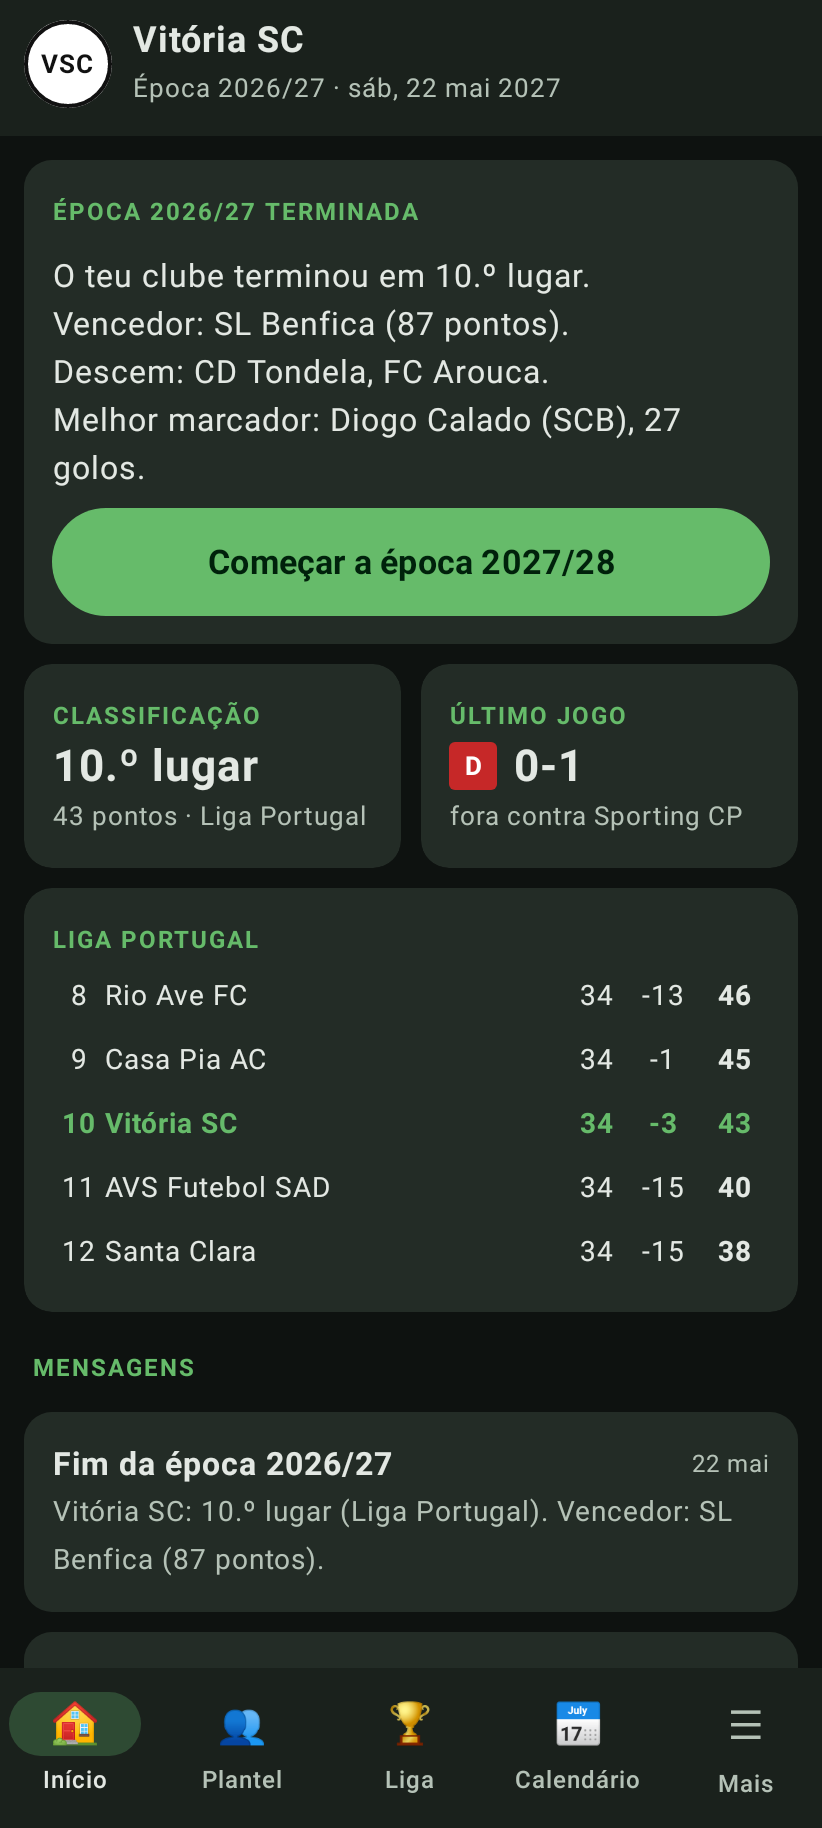 VSC
Vitória SC
Época 2026/27 · sáb, 22 mai 2027
ÉPOCA 2026/27 TERMINADA
O teu clube terminou em 10.º lugar.
Vencedor: SL Benfica (87 pontos).
Descem: CD Tondela, FC Arouca.
Melhor marcador: Diogo Calado (SCB), 27
golos.
Começar a época 2027/28
CLASSIFICAÇÃO
10.º lugar
43 pontos · Liga Portugal
ÚLTIMO JOGO
D 0-1
fora contra Sporting CP
LIGA PORTUGAL
8 Rio Ave FC 34 -13 46
9 Casa Pia AC 34 -1 45
10 Vitória SC 34 -3 43
11 AVS Futebol SAD 34 -15 40
12 Santa Clara 34 -15 38
MENSAGENS
Fim da época 2026/27 22 mai
Vitória SC: 10.º lugar (Liga Portugal). Vencedor: SL
Benfica (87 pontos).
July
17
Início Plantel Liga Calendário Mais